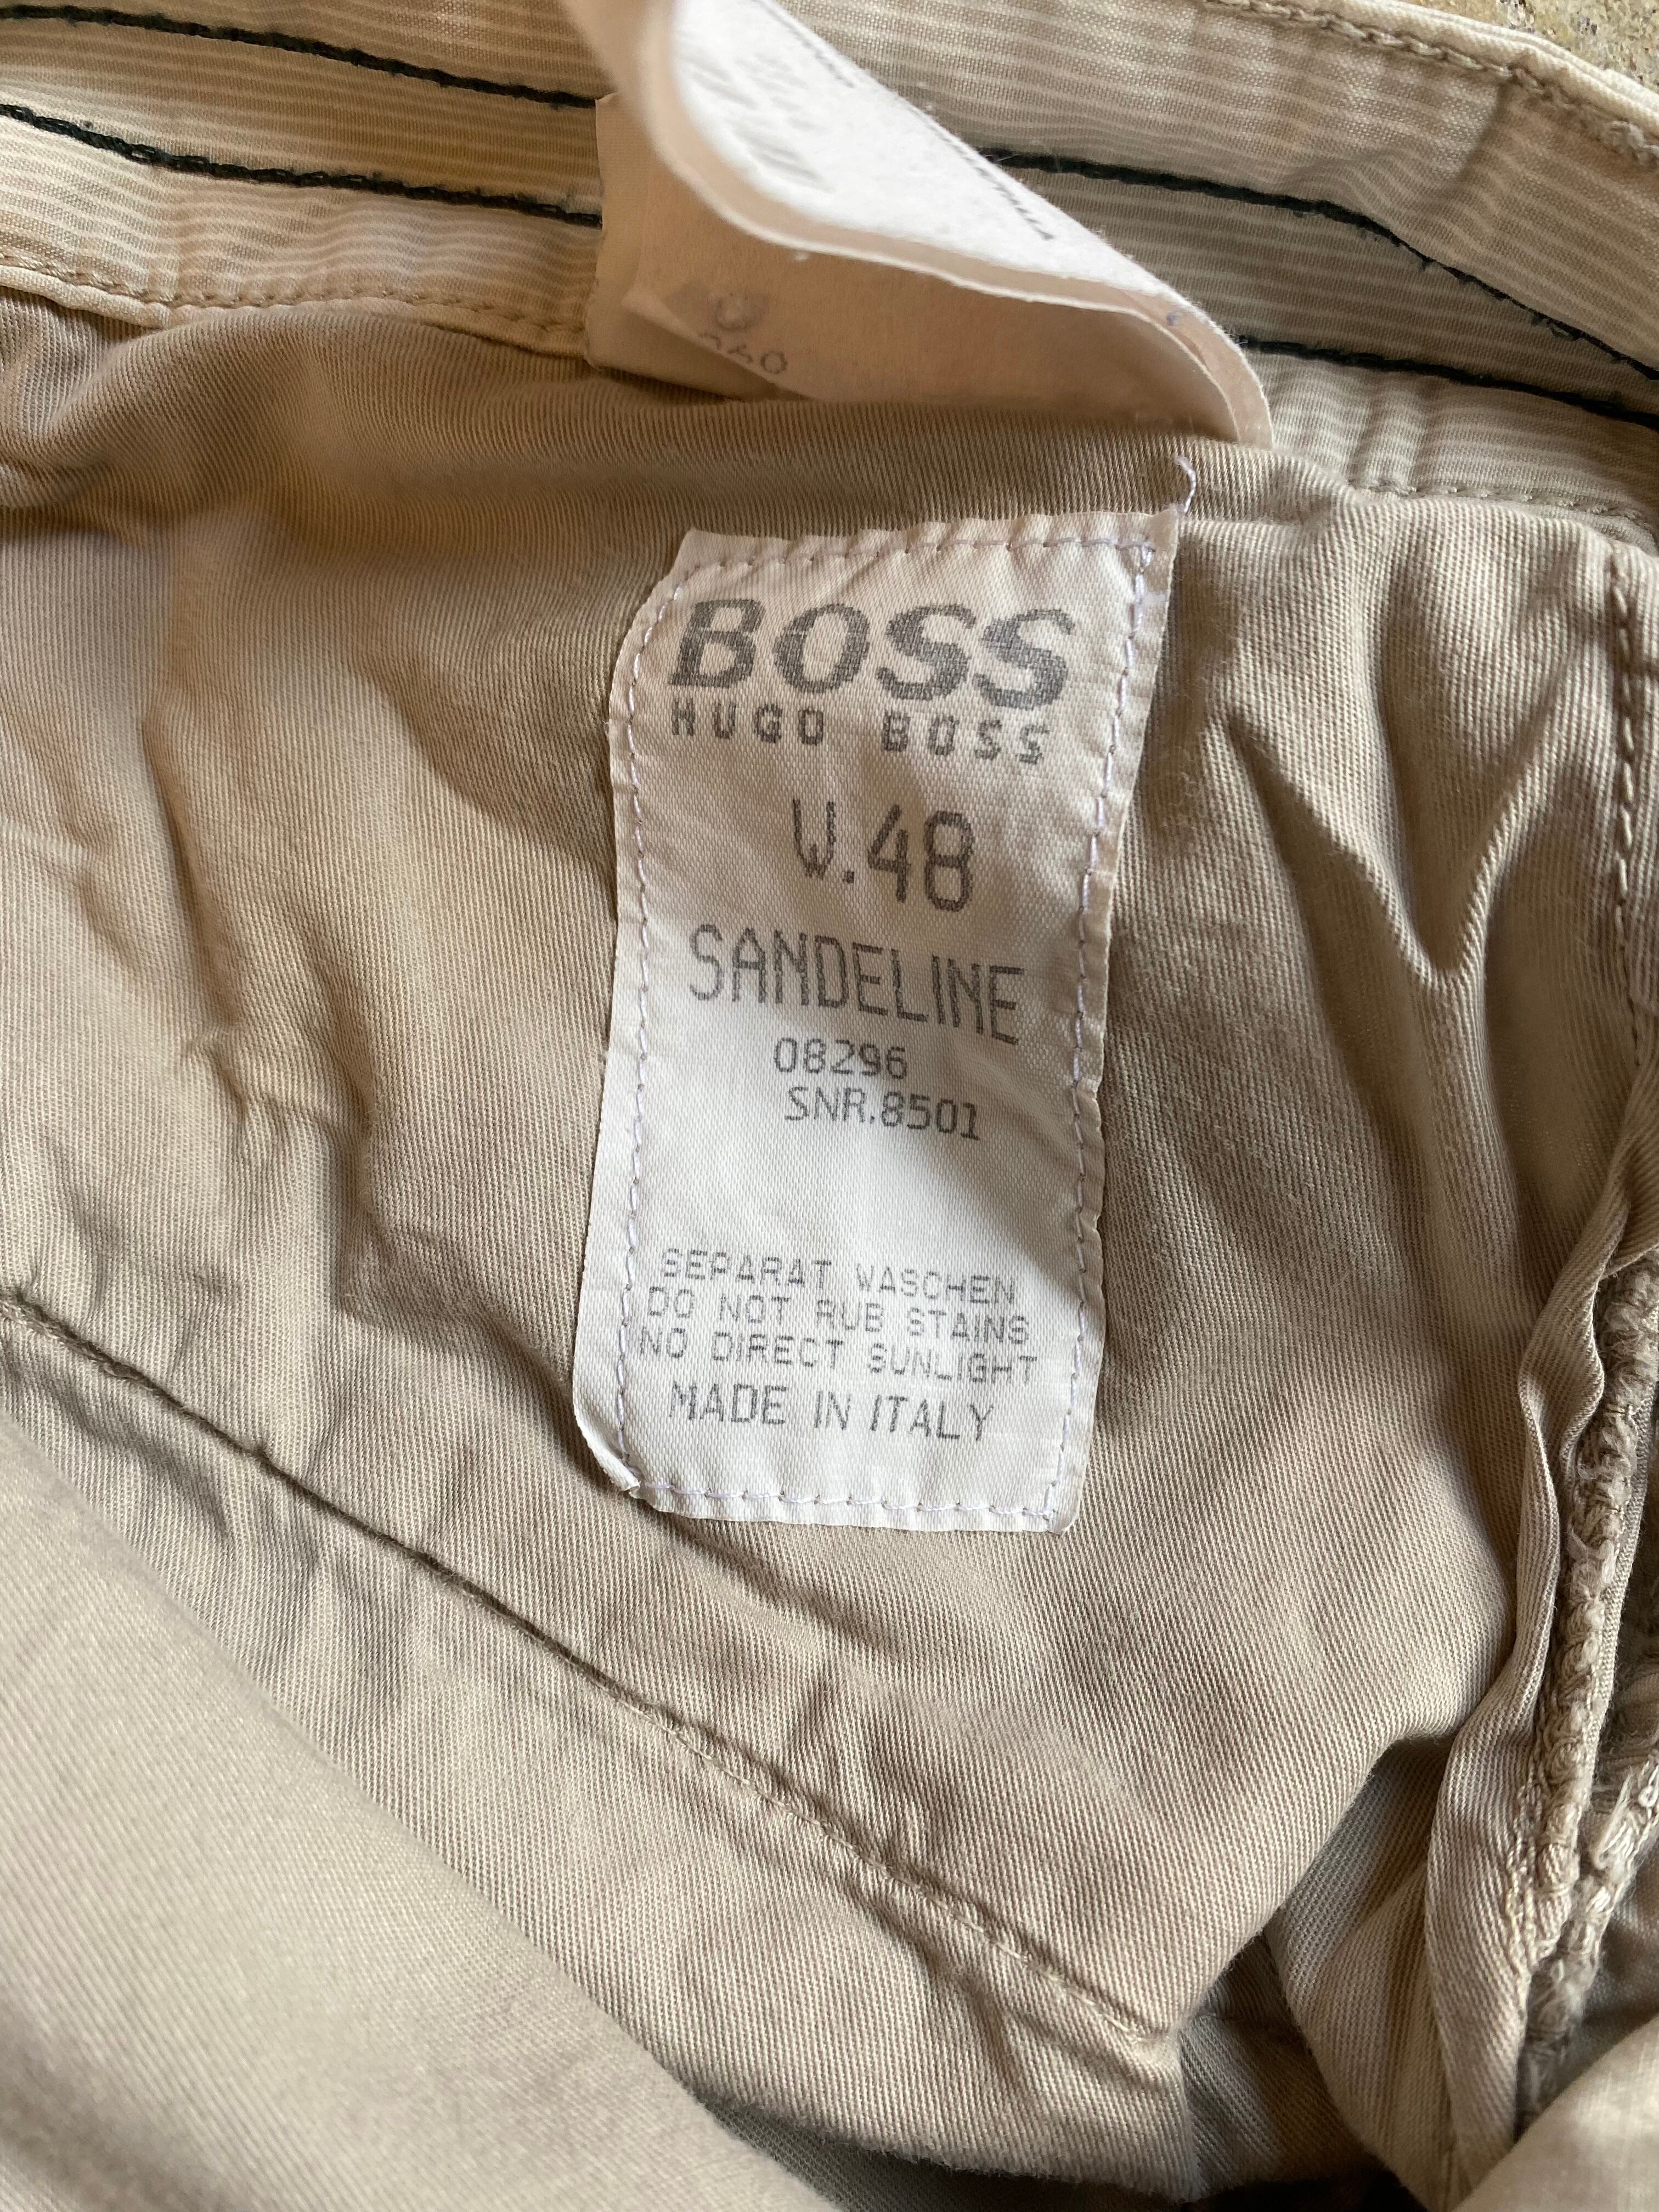 BOSS
HUGO BOSS
W.48
SANDELINE
08296
SNR.8501
SEPARAT WASCHEN
DO NOT RUB STAINS
NO DIRECT SUNLIGHT
MADE IN ITALY